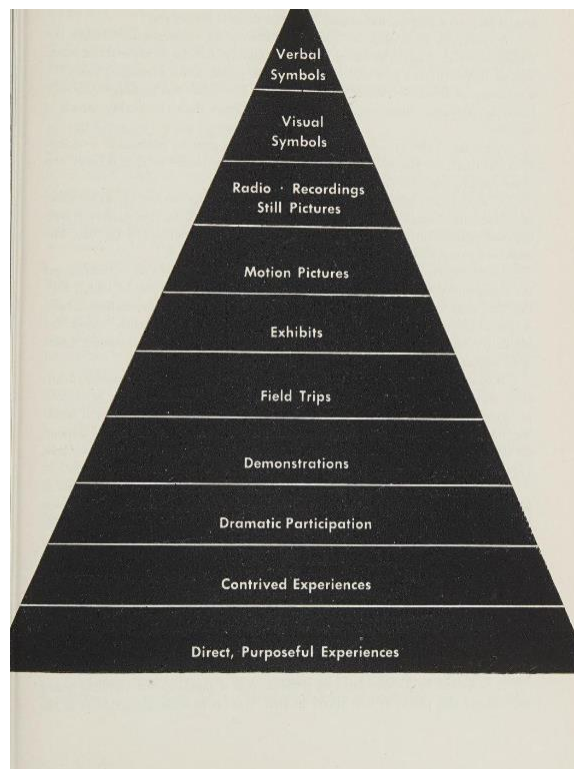 Verbal
Symbols
Visual
Symbols
Radio · Recordings
Still Pictures
Motion Pictures
Exhibits
Field Trips
Demonstrations
Dramatic Participation
Contrived Experiences
Direct, Purposeful Experiences